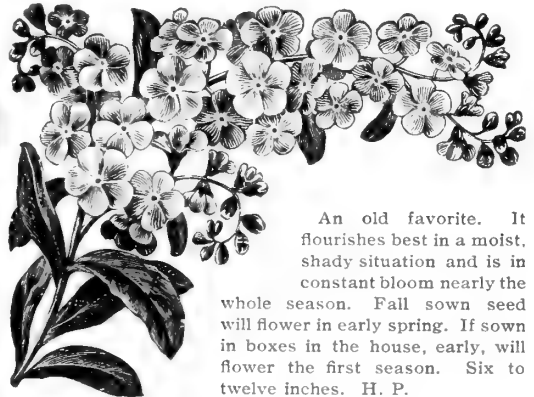 An old favorite. It
flourishes best in a moist,
shady situation and is in
constant bloom nearly the
whole season. Fall sown seed
will flower in early spring. If sown
in boxes in the house, early, will
flower the first season. Six to
twelve inches. H. P.